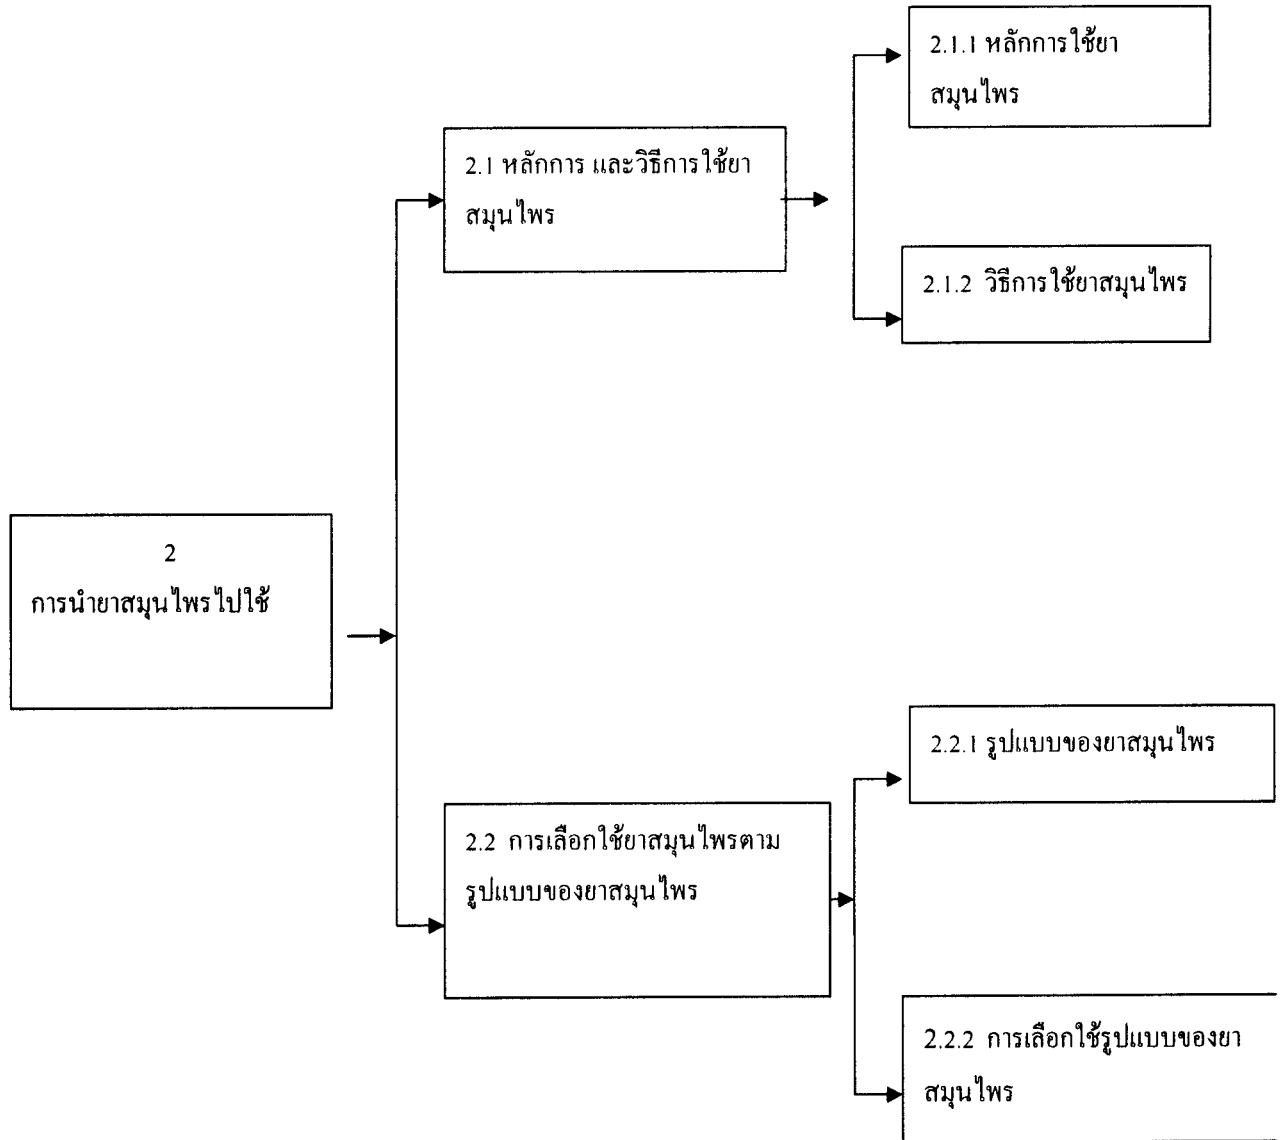 2.1.1 หลักการใช้ยา
สมุนไพร
2.1 หลักการ และวิธีการใช้ยา
สมุนไพร
2.1.2 วิธีการใช้ยาสมุนไพร
2
การนำยาสมุนไพรไปใช้
2.2.1 รูปแบบของยาสมุนไพร
2.2 การเลือกใช้ยาสมุนไพรตาม
รูปแบบของยาสมุนไพร
2.2.2 การเลือกใช้รูปแบบของยา
สมุนไพร